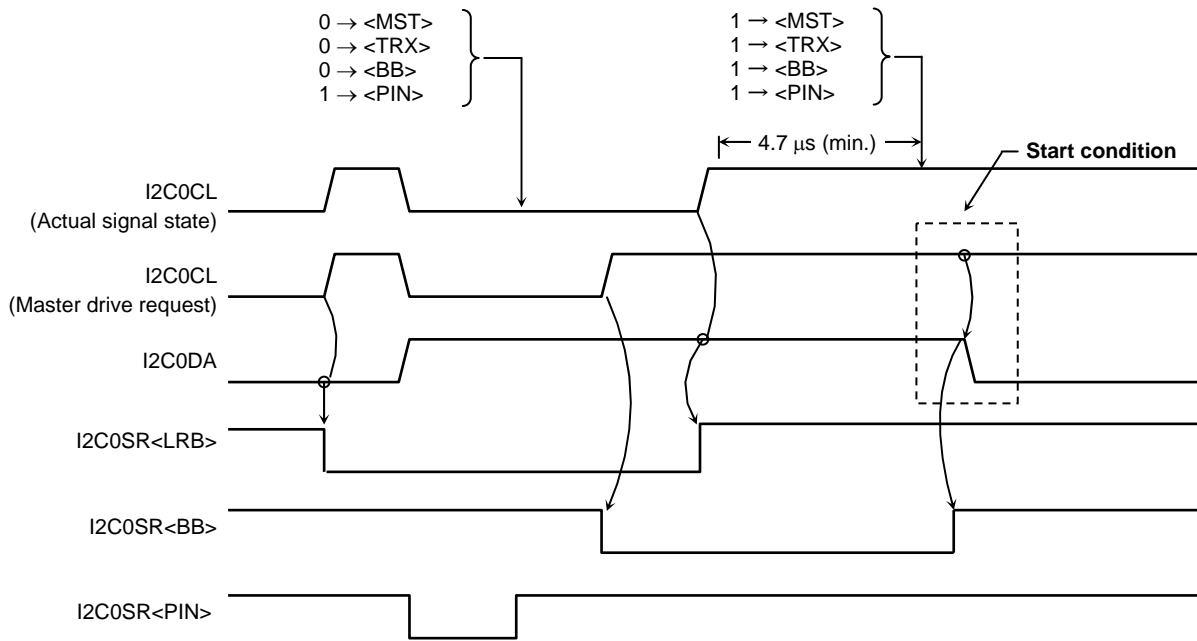 0 → <MST>
0 → <TRX>
0 → <BB>
1 → <PIN>
1 → <MST>
1 → <TRX>
1 → <BB>
1 → <PIN>
4.7 μs (min.)
Start condition
I2C0CL
(Actual signal state)
I2C0CL
(Master drive request)
I2C0DA
I2C0SR<LRB>
I2C0SR<BB>
I2C0SR<PIN>